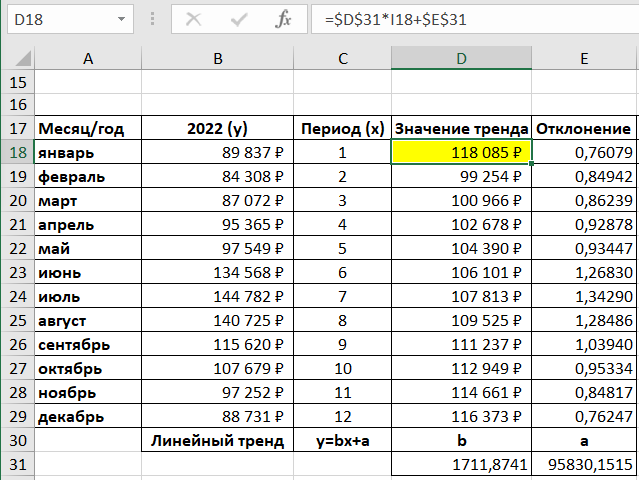 D18 fx =$D$31*I18+$E$31
A B C D E
15
16
17 Месяц/год 2022 (y) Период (x) Значение тренда Отклонение
18 январь 89 837 ₽ 1 118 085 ₽ 0,76079
19 февраль 84 308 ₽ 2 99 254 ₽ 0,84942
20 март 87 072 ₽ 3 100 966 ₽ 0,86239
21 апрель 95 365 ₽ 4 102 678 ₽ 0,92878
22 май 97 549 ₽ 5 104 390 ₽ 0,93447
23 июнь 134 568 ₽ 6 106 101 ₽ 1,26830
24 июль 144 782 ₽ 7 107 813 ₽ 1,34290
25 август 140 725 ₽ 8 109 525 ₽ 1,28486
26 сентябрь 115 620 ₽ 9 111 237 ₽ 1,03940
27 октябрь 107 679 ₽ 10 112 949 ₽ 0,95334
28 ноябрь 97 252 ₽ 11 114 661 ₽ 0,84817
29 декабрь 88 731 ₽ 12 116 373 ₽ 0,76247
30 Линейный тренд y=bx+a b a
31 1711,8741 95830,1515